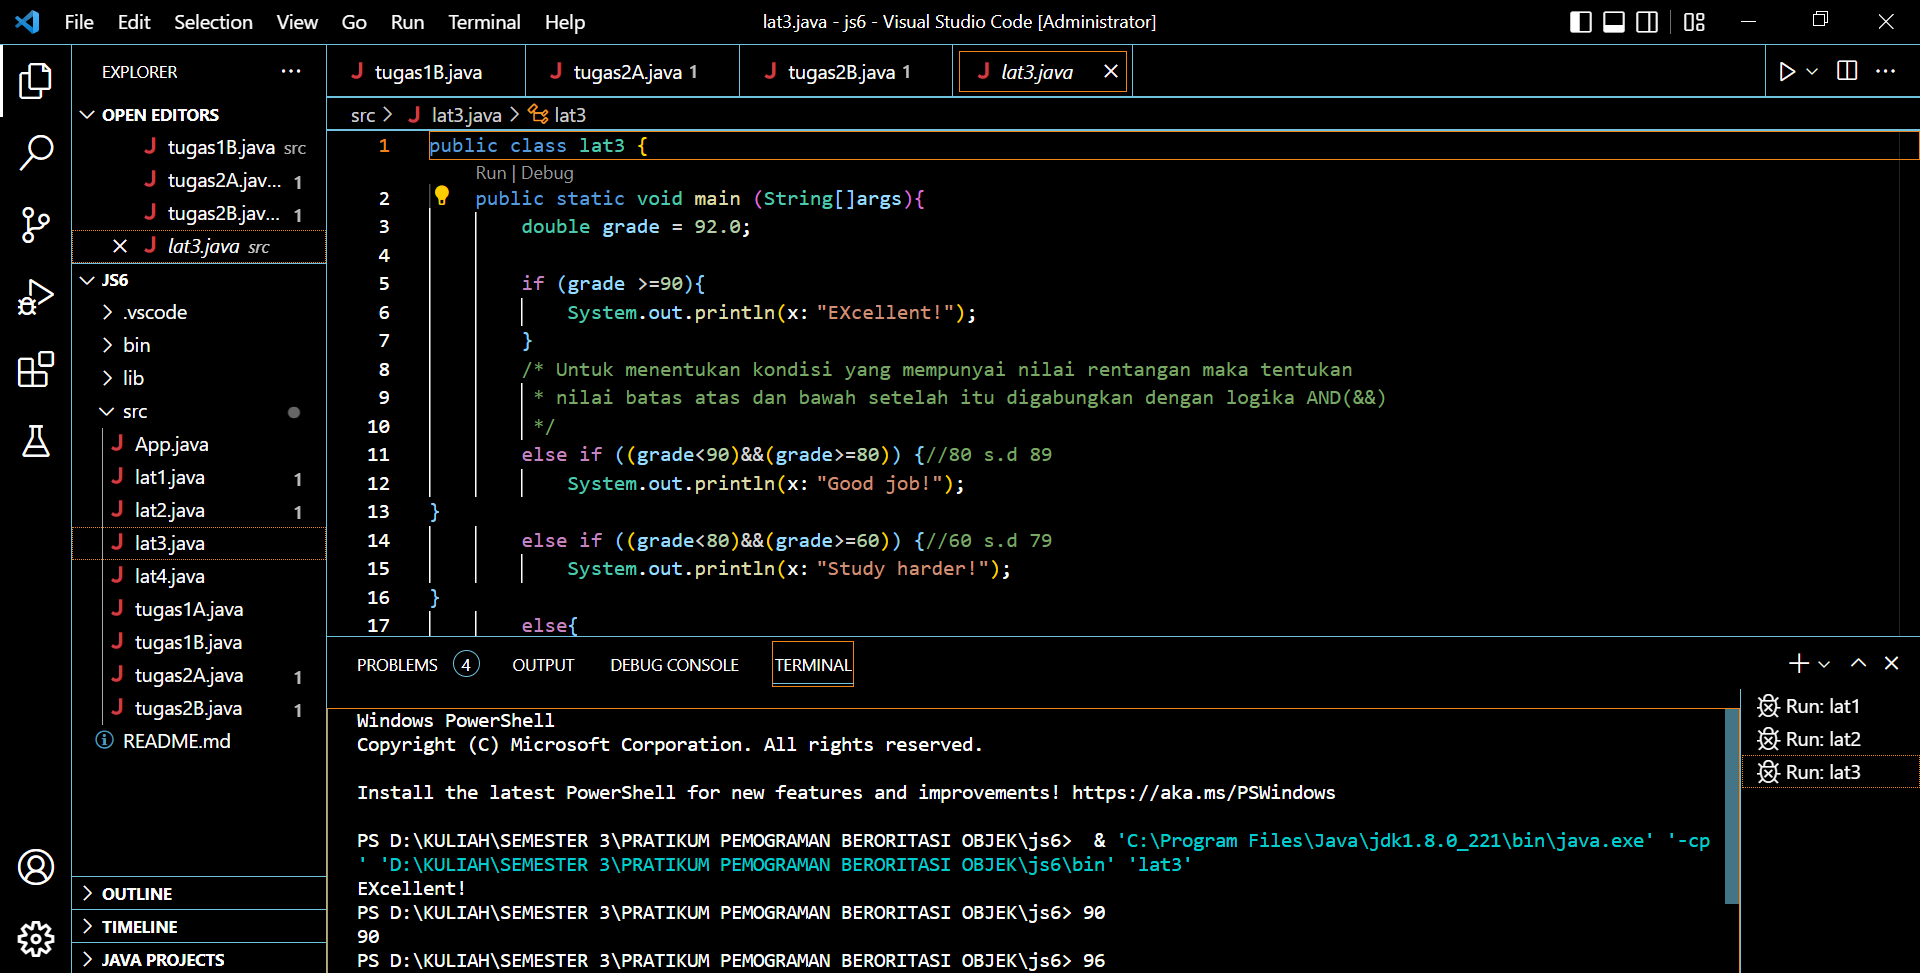 File Edit Selection View Go Run Terminal Help
lat3.java - js6 - Visual Studio Code [Administrator]
EXPLORER
OPEN EDITORS
tugas1B.java src
tugas2A.jav... 1
tugas2B.jav... 1
lat3.java src
JS6
.vscode
bin
lib
src
App.java
lat1.java 1
lat2.java 1
lat3.java
lat4.java
tugas1A.java
tugas1B.java
tugas2A.java 1
tugas2B.java 1
README.md
OUTLINE
TIMELINE
JAVA PROJECTS
tugas1B.java
tugas2A.java 1
tugas2B.java 1
lat3.java
src > lat3.java > lat3
1 public class lat3 {
Run | Debug
2 public static void main (String[]args){
3 double grade = 92.0;
4
5 if (grade >=90){
6 System.out.println(x: "EXcellent!");
7 }
8 /* Untuk menentukan kondisi yang mempunyai nilai rentangan maka tentukan
9 * nilai batas atas dan bawah setelah itu digabungkan dengan logika AND(&&)
10 */
11 else if ((grade<90)&&(grade>=80)) {//80 s.d 89
12 System.out.println(x: "Good job!");
13 }
14 else if ((grade<80)&&(grade>=60)) {//60 s.d 79
15 System.out.println(x: "Study harder!");
16 }
17 else{
PROBLEMS 4 OUTPUT DEBUG CONSOLE TERMINAL
Windows PowerShell
Copyright (C) Microsoft Corporation. All rights reserved.
Install the latest PowerShell for new features and improvements! https://aka.ms/PSWindows
PS D:\KULIAH\SEMESTER 3\PRATIKUM PEMOGRAMAN BERORITASI OBJEK\js6>  & 'C:\Program Files\Java\jdk1.8.0_221\bin\java.exe' '-cp
' 'D:\KULIAH\SEMESTER 3\PRATIKUM PEMOGRAMAN BERORITASI OBJEK\js6\bin' 'lat3'
EXcellent!
PS D:\KULIAH\SEMESTER 3\PRATIKUM PEMOGRAMAN BERORITASI OBJEK\js6> 90
90
PS D:\KULIAH\SEMESTER 3\PRATIKUM PEMOGRAMAN BERORITASI OBJEK\js6> 96
Run: lat1
Run: lat2
Run: lat3